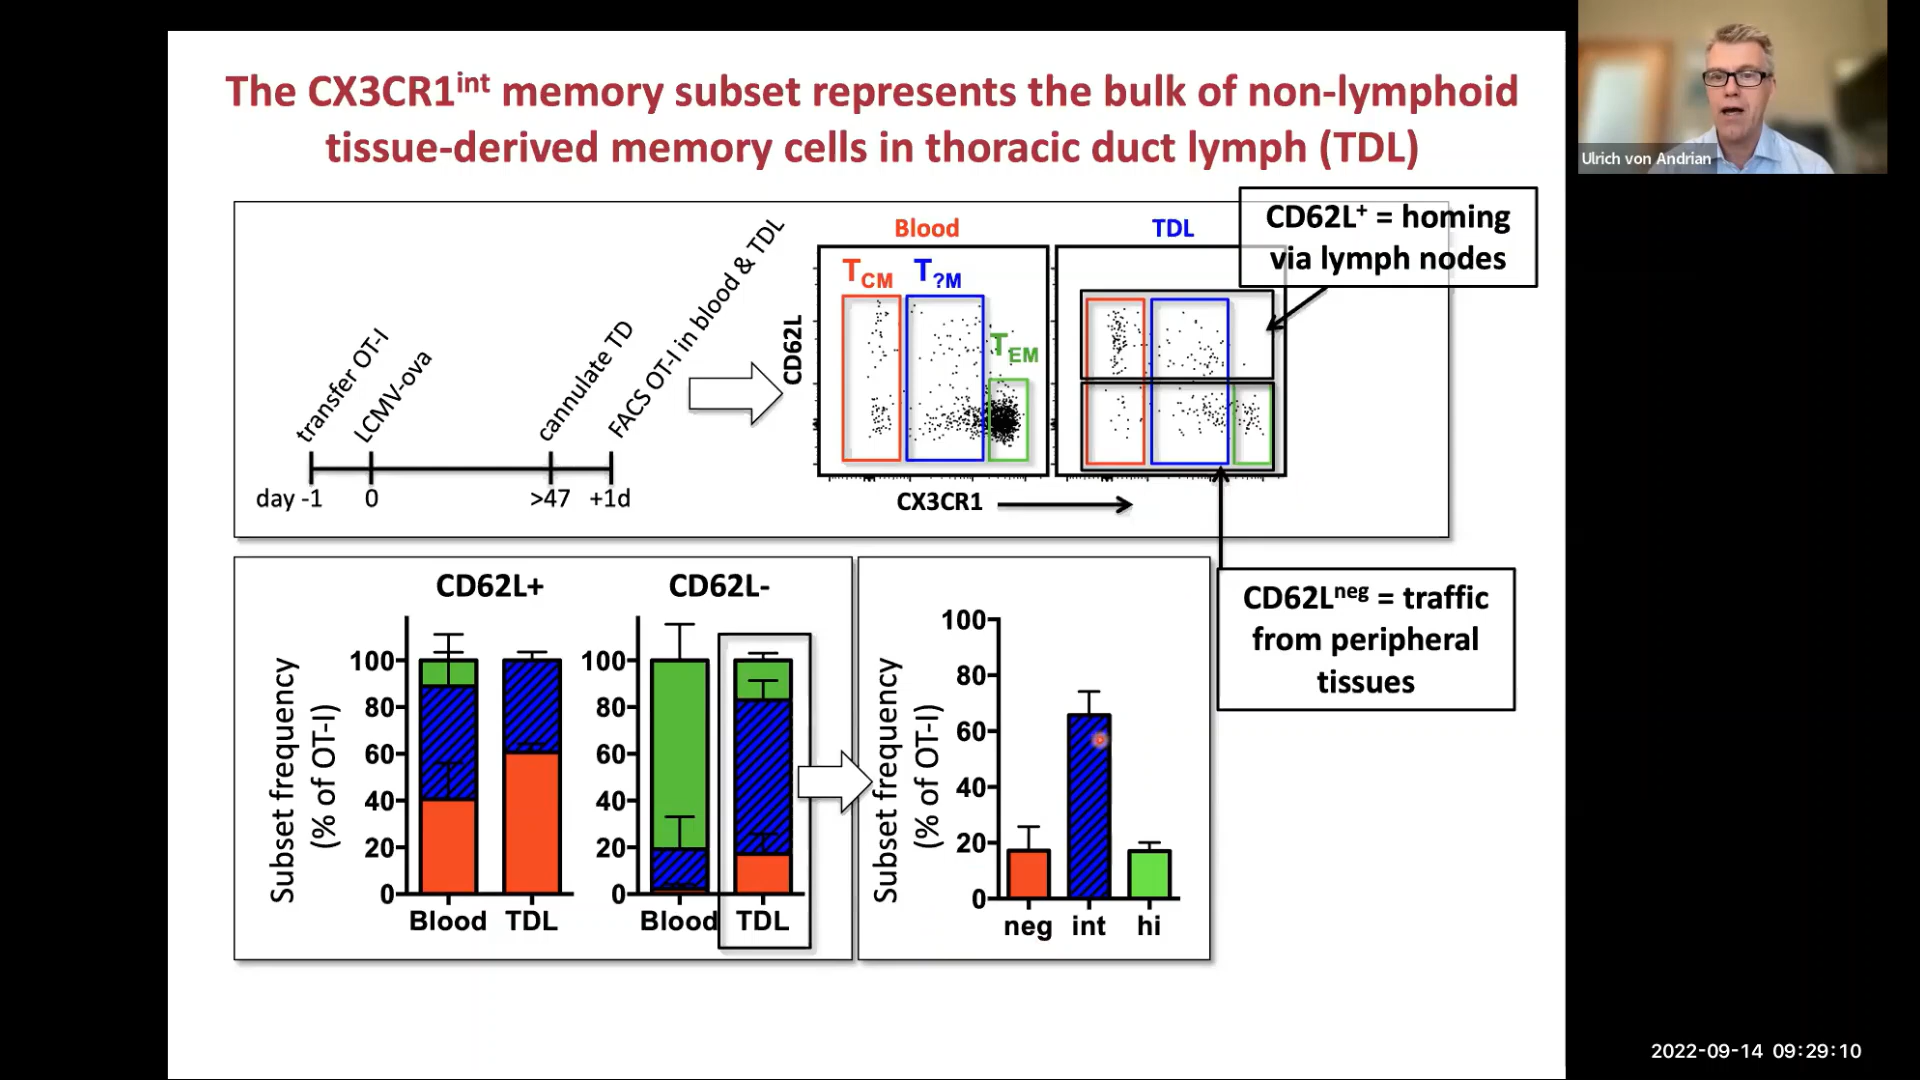 The CX3CR1int memory subset represents the bulk of non-lymphoid
tissue-derived memory cells in thoracic duct lymph (TDL)
Ulrich von Andrian
transfer OT-I
LCMV-ova
cannulate TD
FACS OT-I in blood & TDL
day -1
0
>47
+1d
Blood
TDL
TCM
T?M
TEM
CD62L
CX3CR1
CD62L+ = homing
via lymph nodes
CD62Lneg = traffic
from peripheral
tissues
CD62L+
CD62L-
Subset frequency
(% of OT-I)
100
80
60
40
20
0
Blood
TDL
100
80
60
40
20
0
Blood
TDL
Subset frequency
(% of OT-I)
100
80
60
40
20
0
neg
int
hi
2022-09-14 09:29:10